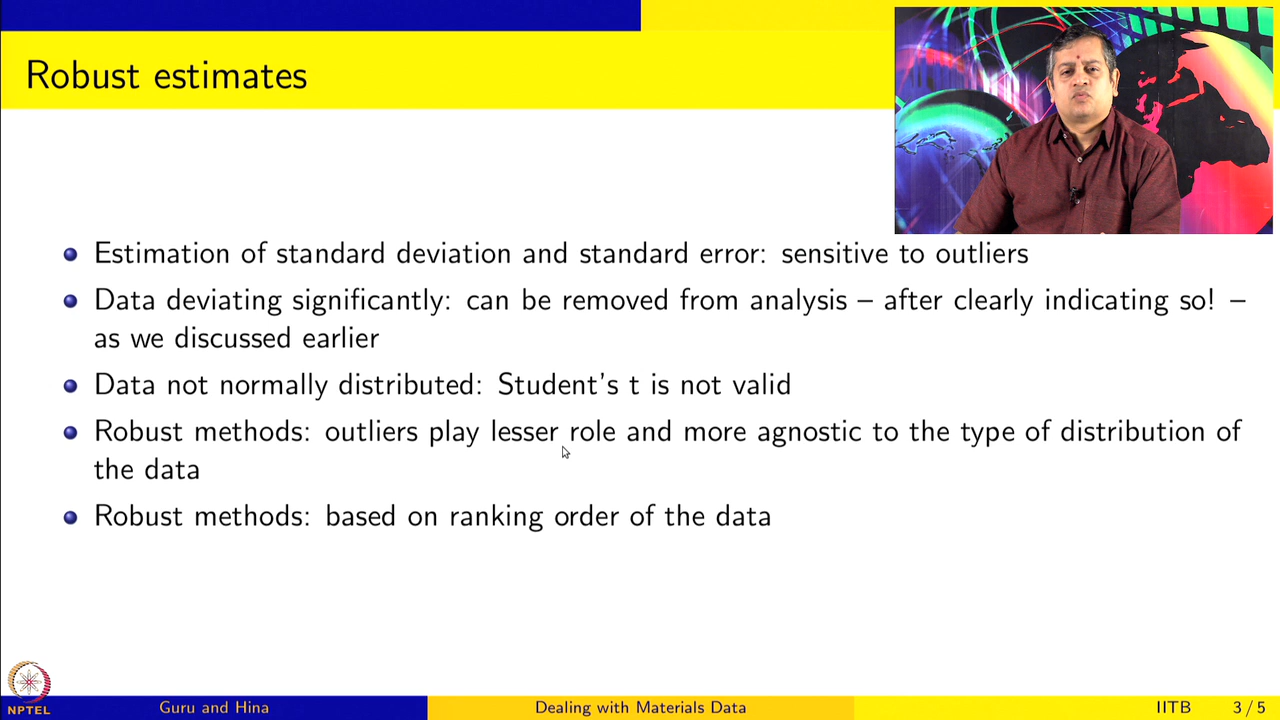 Robust estimates
Estimation of standard deviation and standard error: sensitive to outliers
Data deviating significantly: can be removed from analysis – after clearly indicating so! –
as we discussed earlier
Data not normally distributed: Student's t is not valid
Robust methods: outliers play lesser role and more agnostic to the type of distribution of
the data
Robust methods: based on ranking order of the data
NPTEL
Guru and Hina
Dealing with Materials Data
IITB
3 / 5